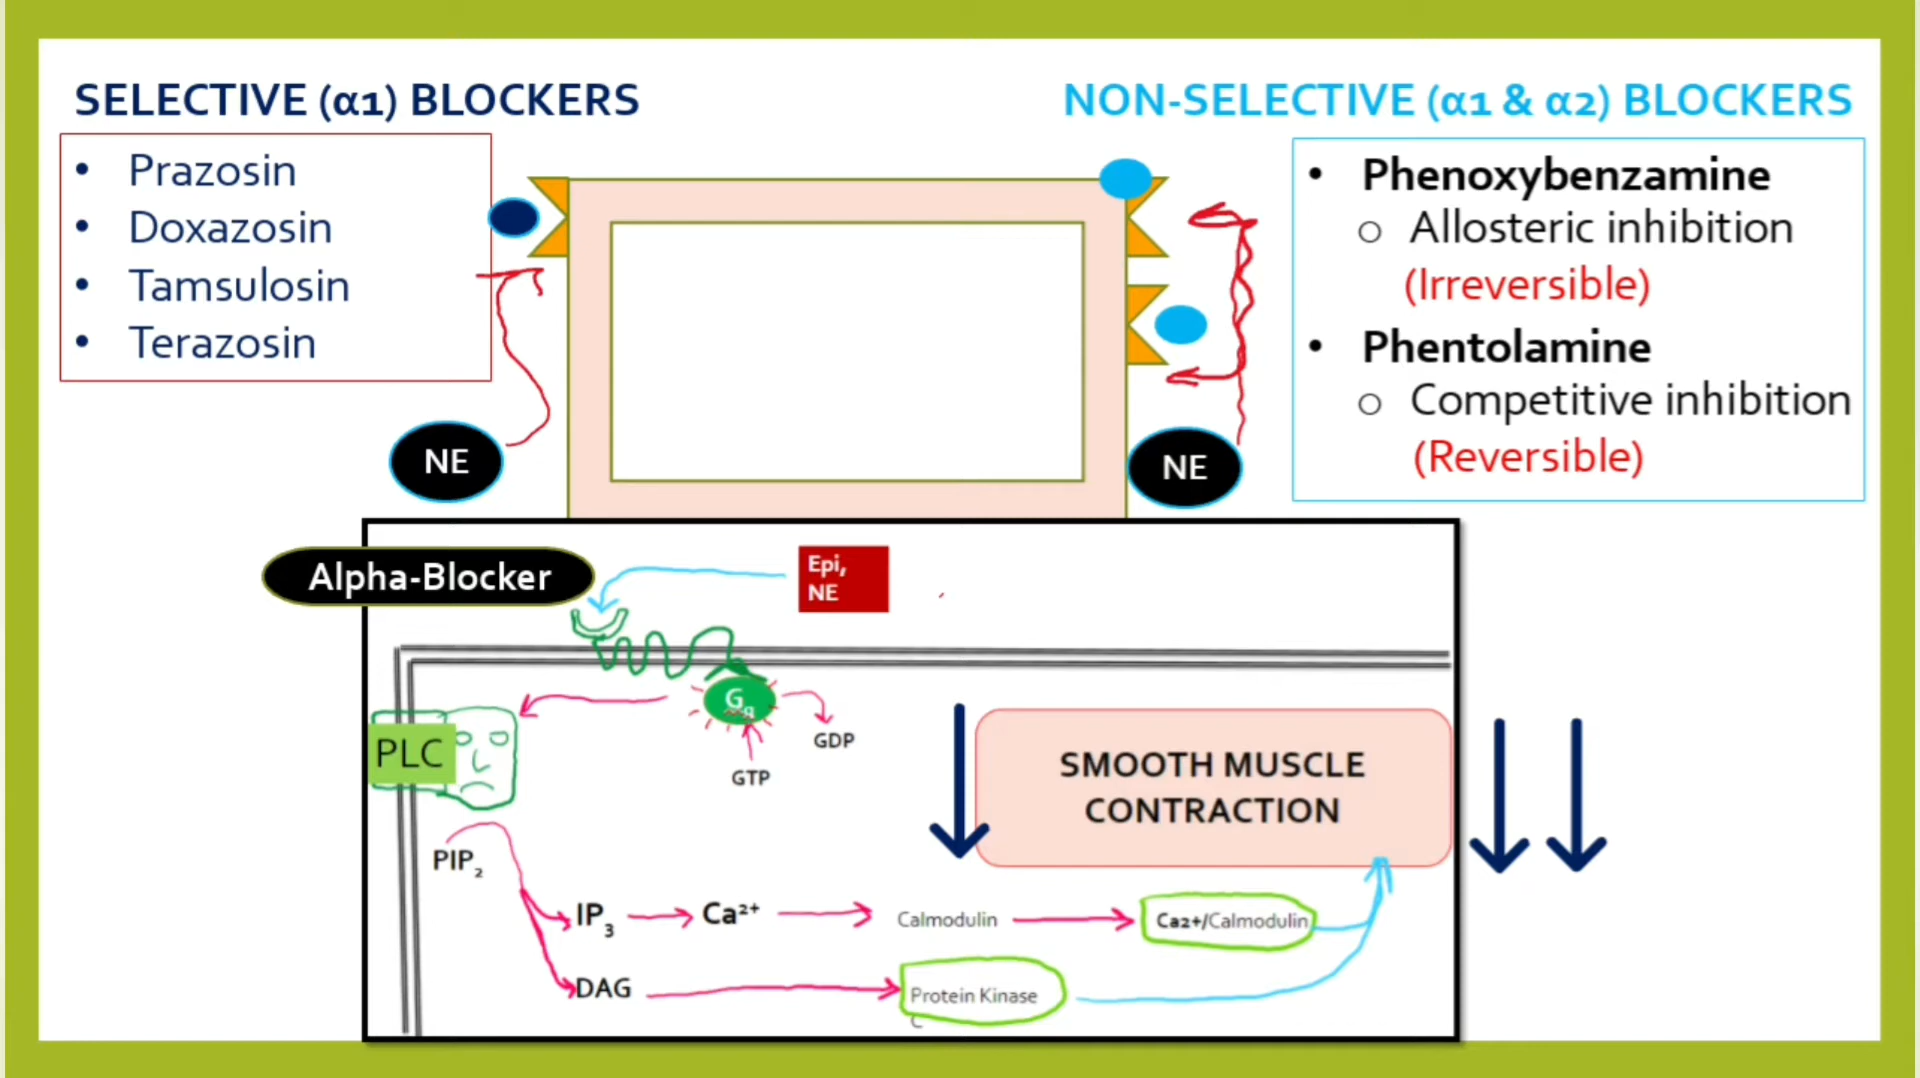 SELECTIVE (α1) BLOCKERS
• Prazosin
• Doxazosin
• Tamsulosin
• Terazosin
NON-SELECTIVE (α1 & α2) BLOCKERS
• Phenoxybenzamine
o Allosteric inhibition
(Irreversible)
• Phentolamine
o Competitive inhibition
(Reversible)
NE
NE
Alpha-Blocker
Epi,
NE
Gq
GDP
GTP
PLC
PIP2
SMOOTH MUSCLE
CONTRACTION
IP3
Ca²⁺
Calmodulin
Ca2+/Calmodulin
DAG
Protein Kinase
C